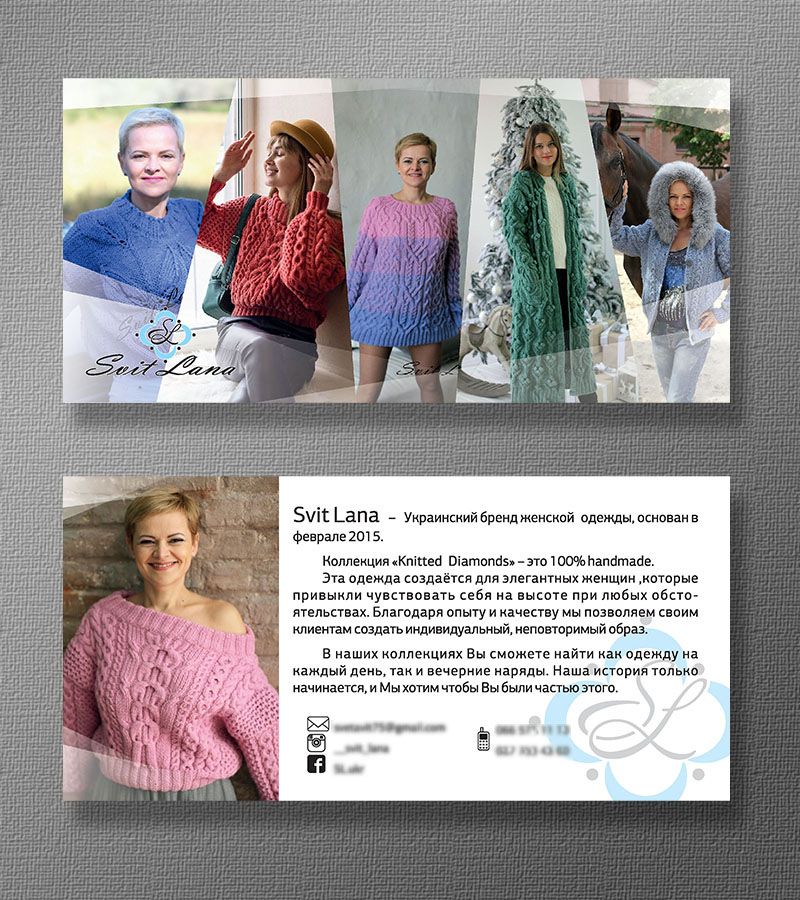 SL
Svit Lana
Svit L
Svit Lana – Украинский бренд женской одежды, основан в
феврале 2015.
Коллекция «Knitted Diamonds» – это 100% handmade.
Эта одежда создаётся для элегантных женщин ,которые
привыкли чувствовать себя на высоте при любых обсто-
ятельствах. Благодаря опыту и качеству мы позволяем своим
клиентам создать индивидуальный, неповторимый образ.
В наших коллекциях Вы сможете найти как одежду на
каждый день, так и вечерние наряды. Наша история только
начинается, и Мы хотим чтобы Вы были частью этого.
SL